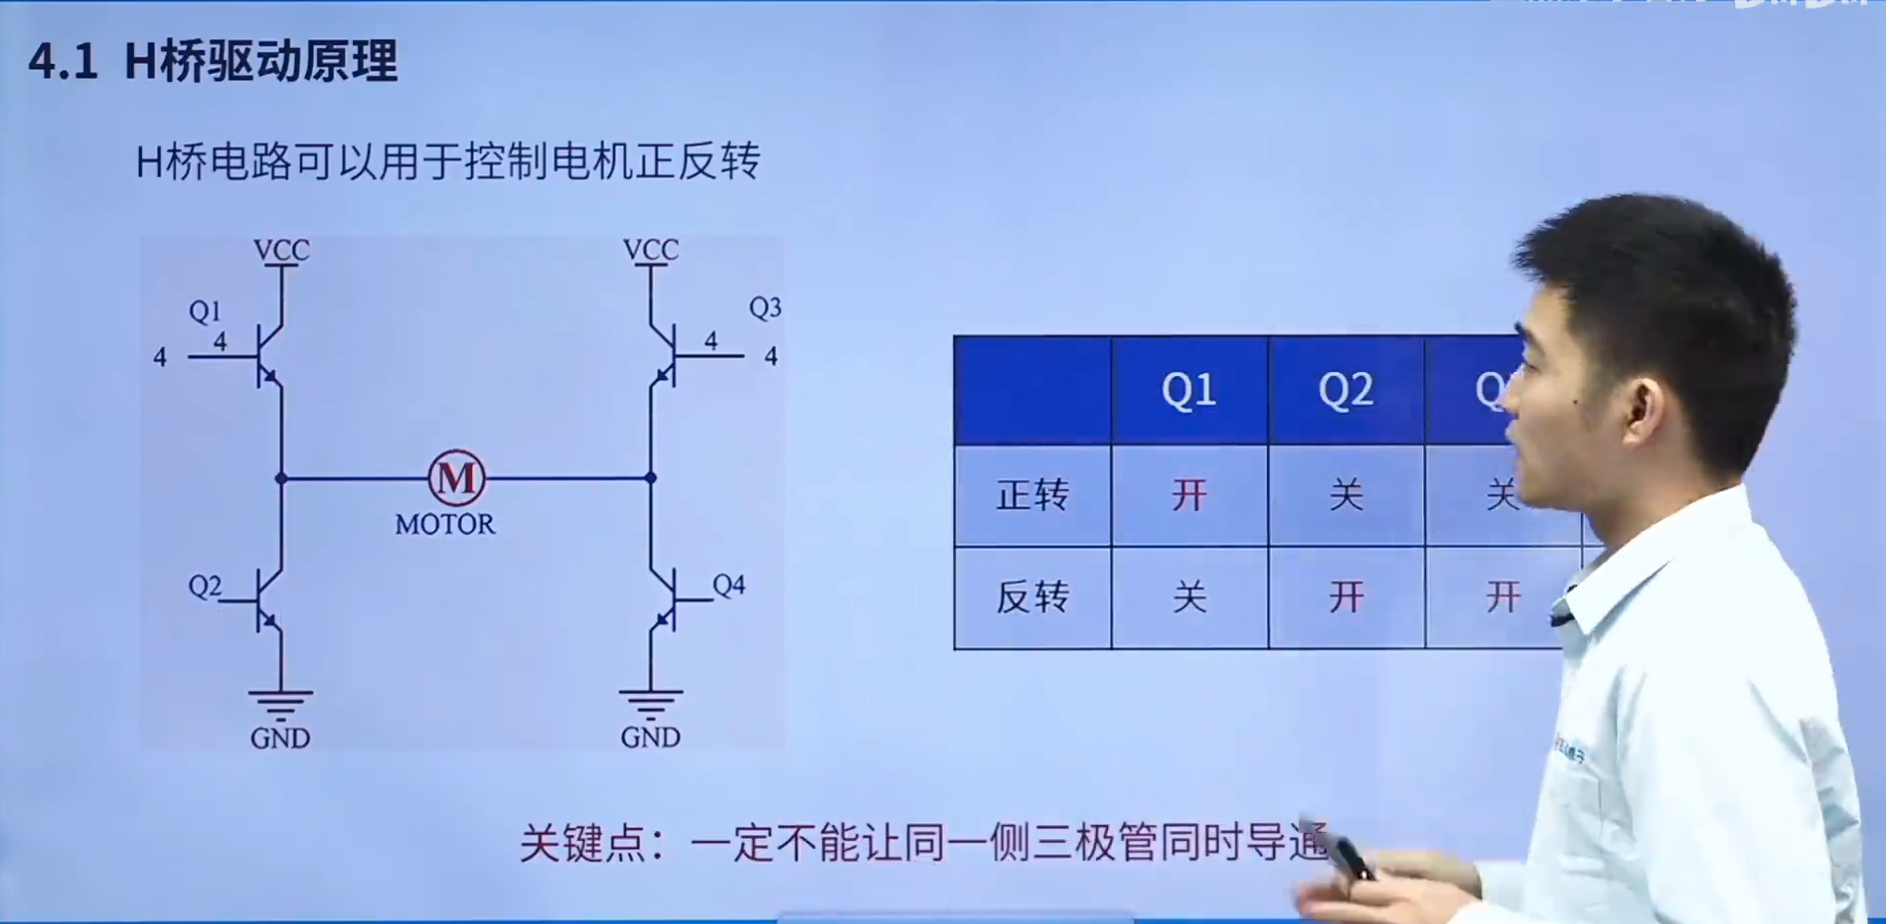 4.1 H桥驱动原理
H桥电路可以用于控制电机正反转
VCC
VCC
Q1
Q3
4
4
4
4
M
MOTOR
Q2
Q4
GND
GND
Q1 Q2
正转 开 关 关
反转 关 开 开
关键点：一定不能让同一侧三极管同时导通